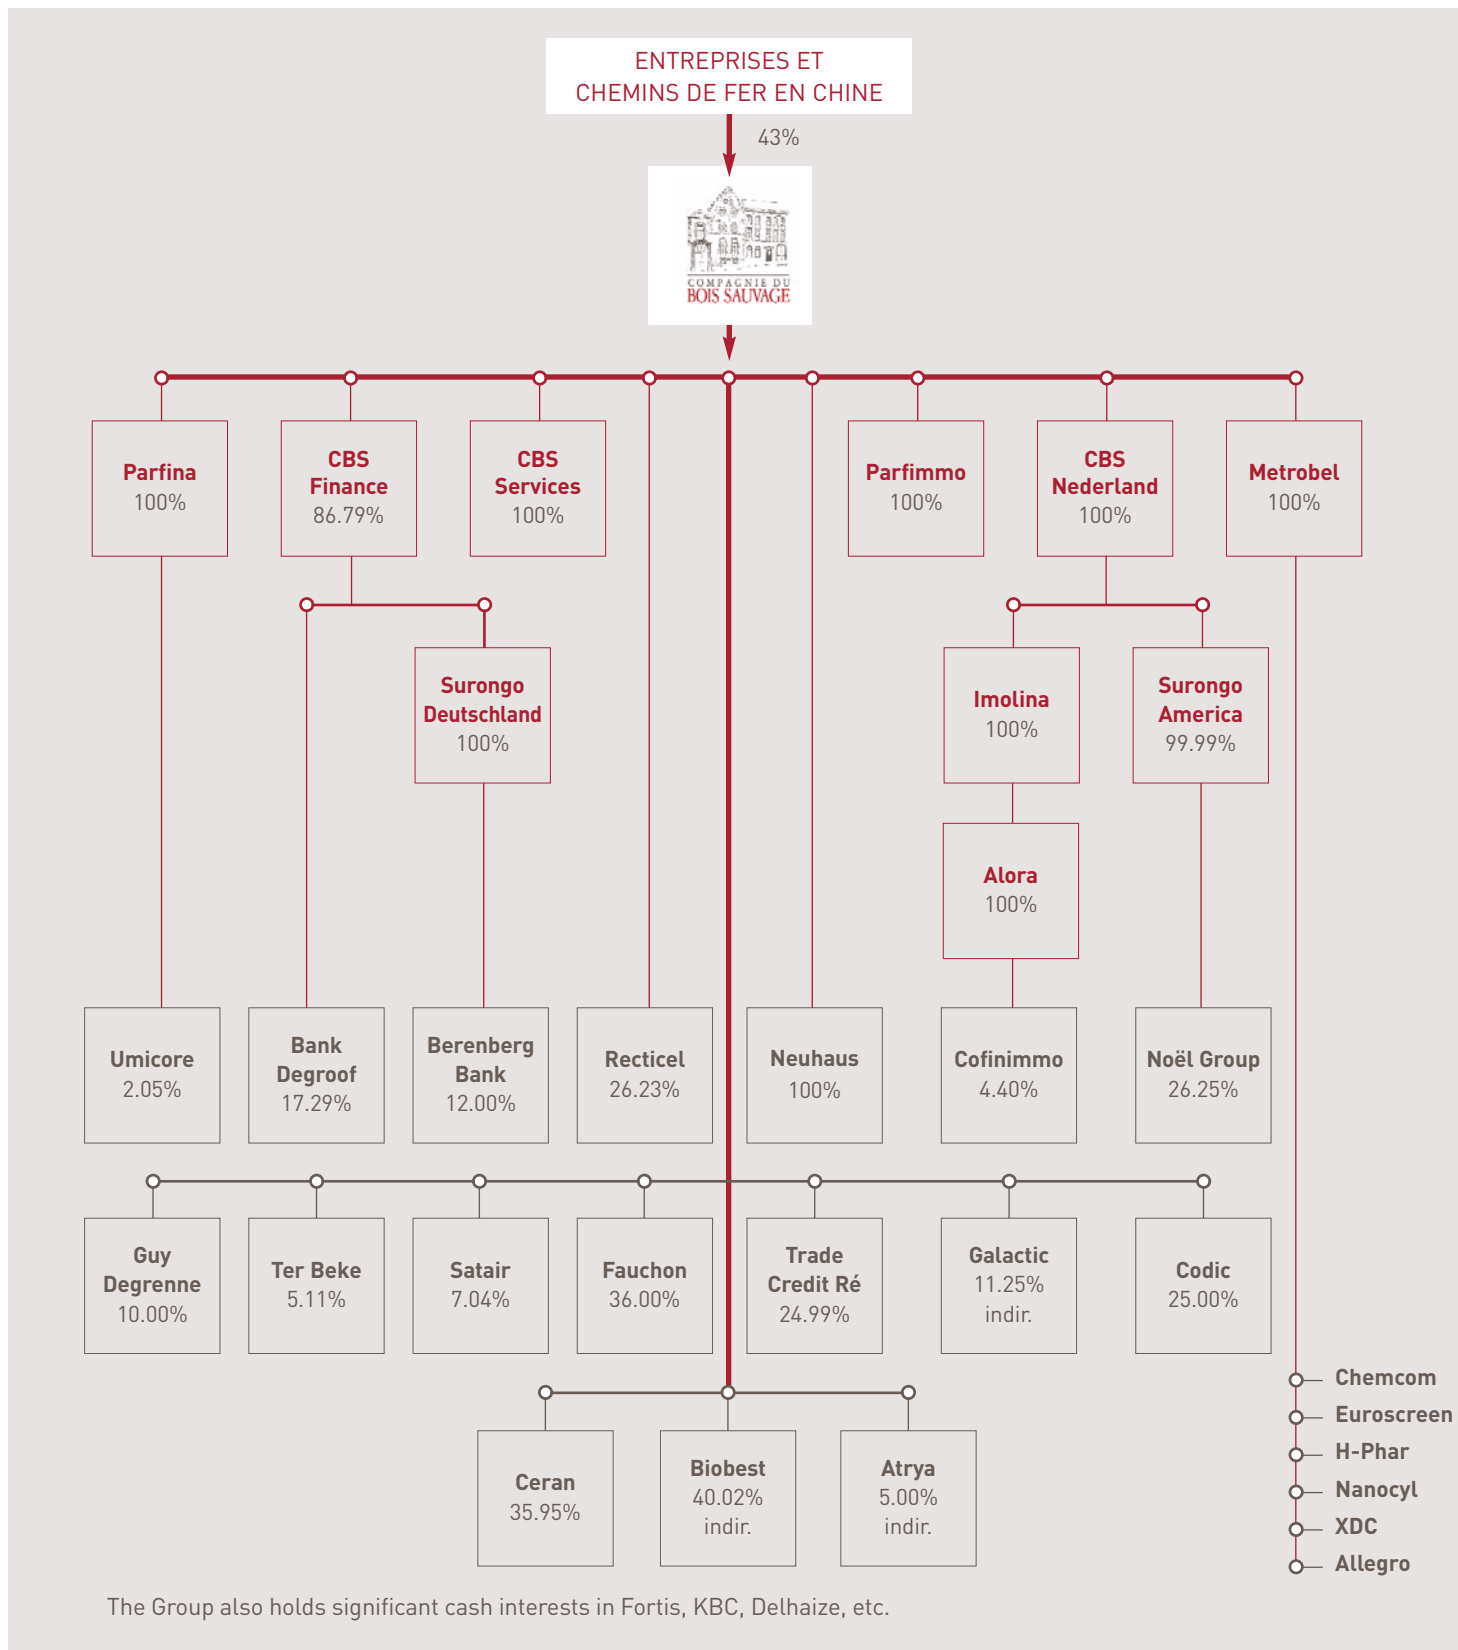 ENTREPRISES ET
CHEMINS DE FER EN CHINE
43%
COMPAGNIE DU
BOIS SAUVAGE
Parfina
100%
CBS
Finance
86.79%
CBS
Services
100%
Parfimmo
100%
CBS
Nederland
100%
Metrobel
100%
Surongo
Deutschland
100%
Imolina
100%
Surongo
America
99.99%
Alora
100%
Umicore
2.05%
Bank
Degroof
17.29%
Berenberg
Bank
12.00%
Recticel
26.23%
Neuhaus
100%
Cofinimmo
4.40%
Noël Group
26.25%
Guy
Degrenne
10.00%
Ter Beke
5.11%
Satair
7.04%
Fauchon
36.00%
Trade
Credit Ré
24.99%
Galactic
11.25%
indir.
Codic
25.00%
Chemcom
Euroscreen
H-Phar
Nanocyl
XDC
Allegro
Ceran
35.95%
Biobest
40.02%
indir.
Atrya
5.00%
indir.
The Group also holds significant cash interests in Fortis, KBC, Delhaize, etc.